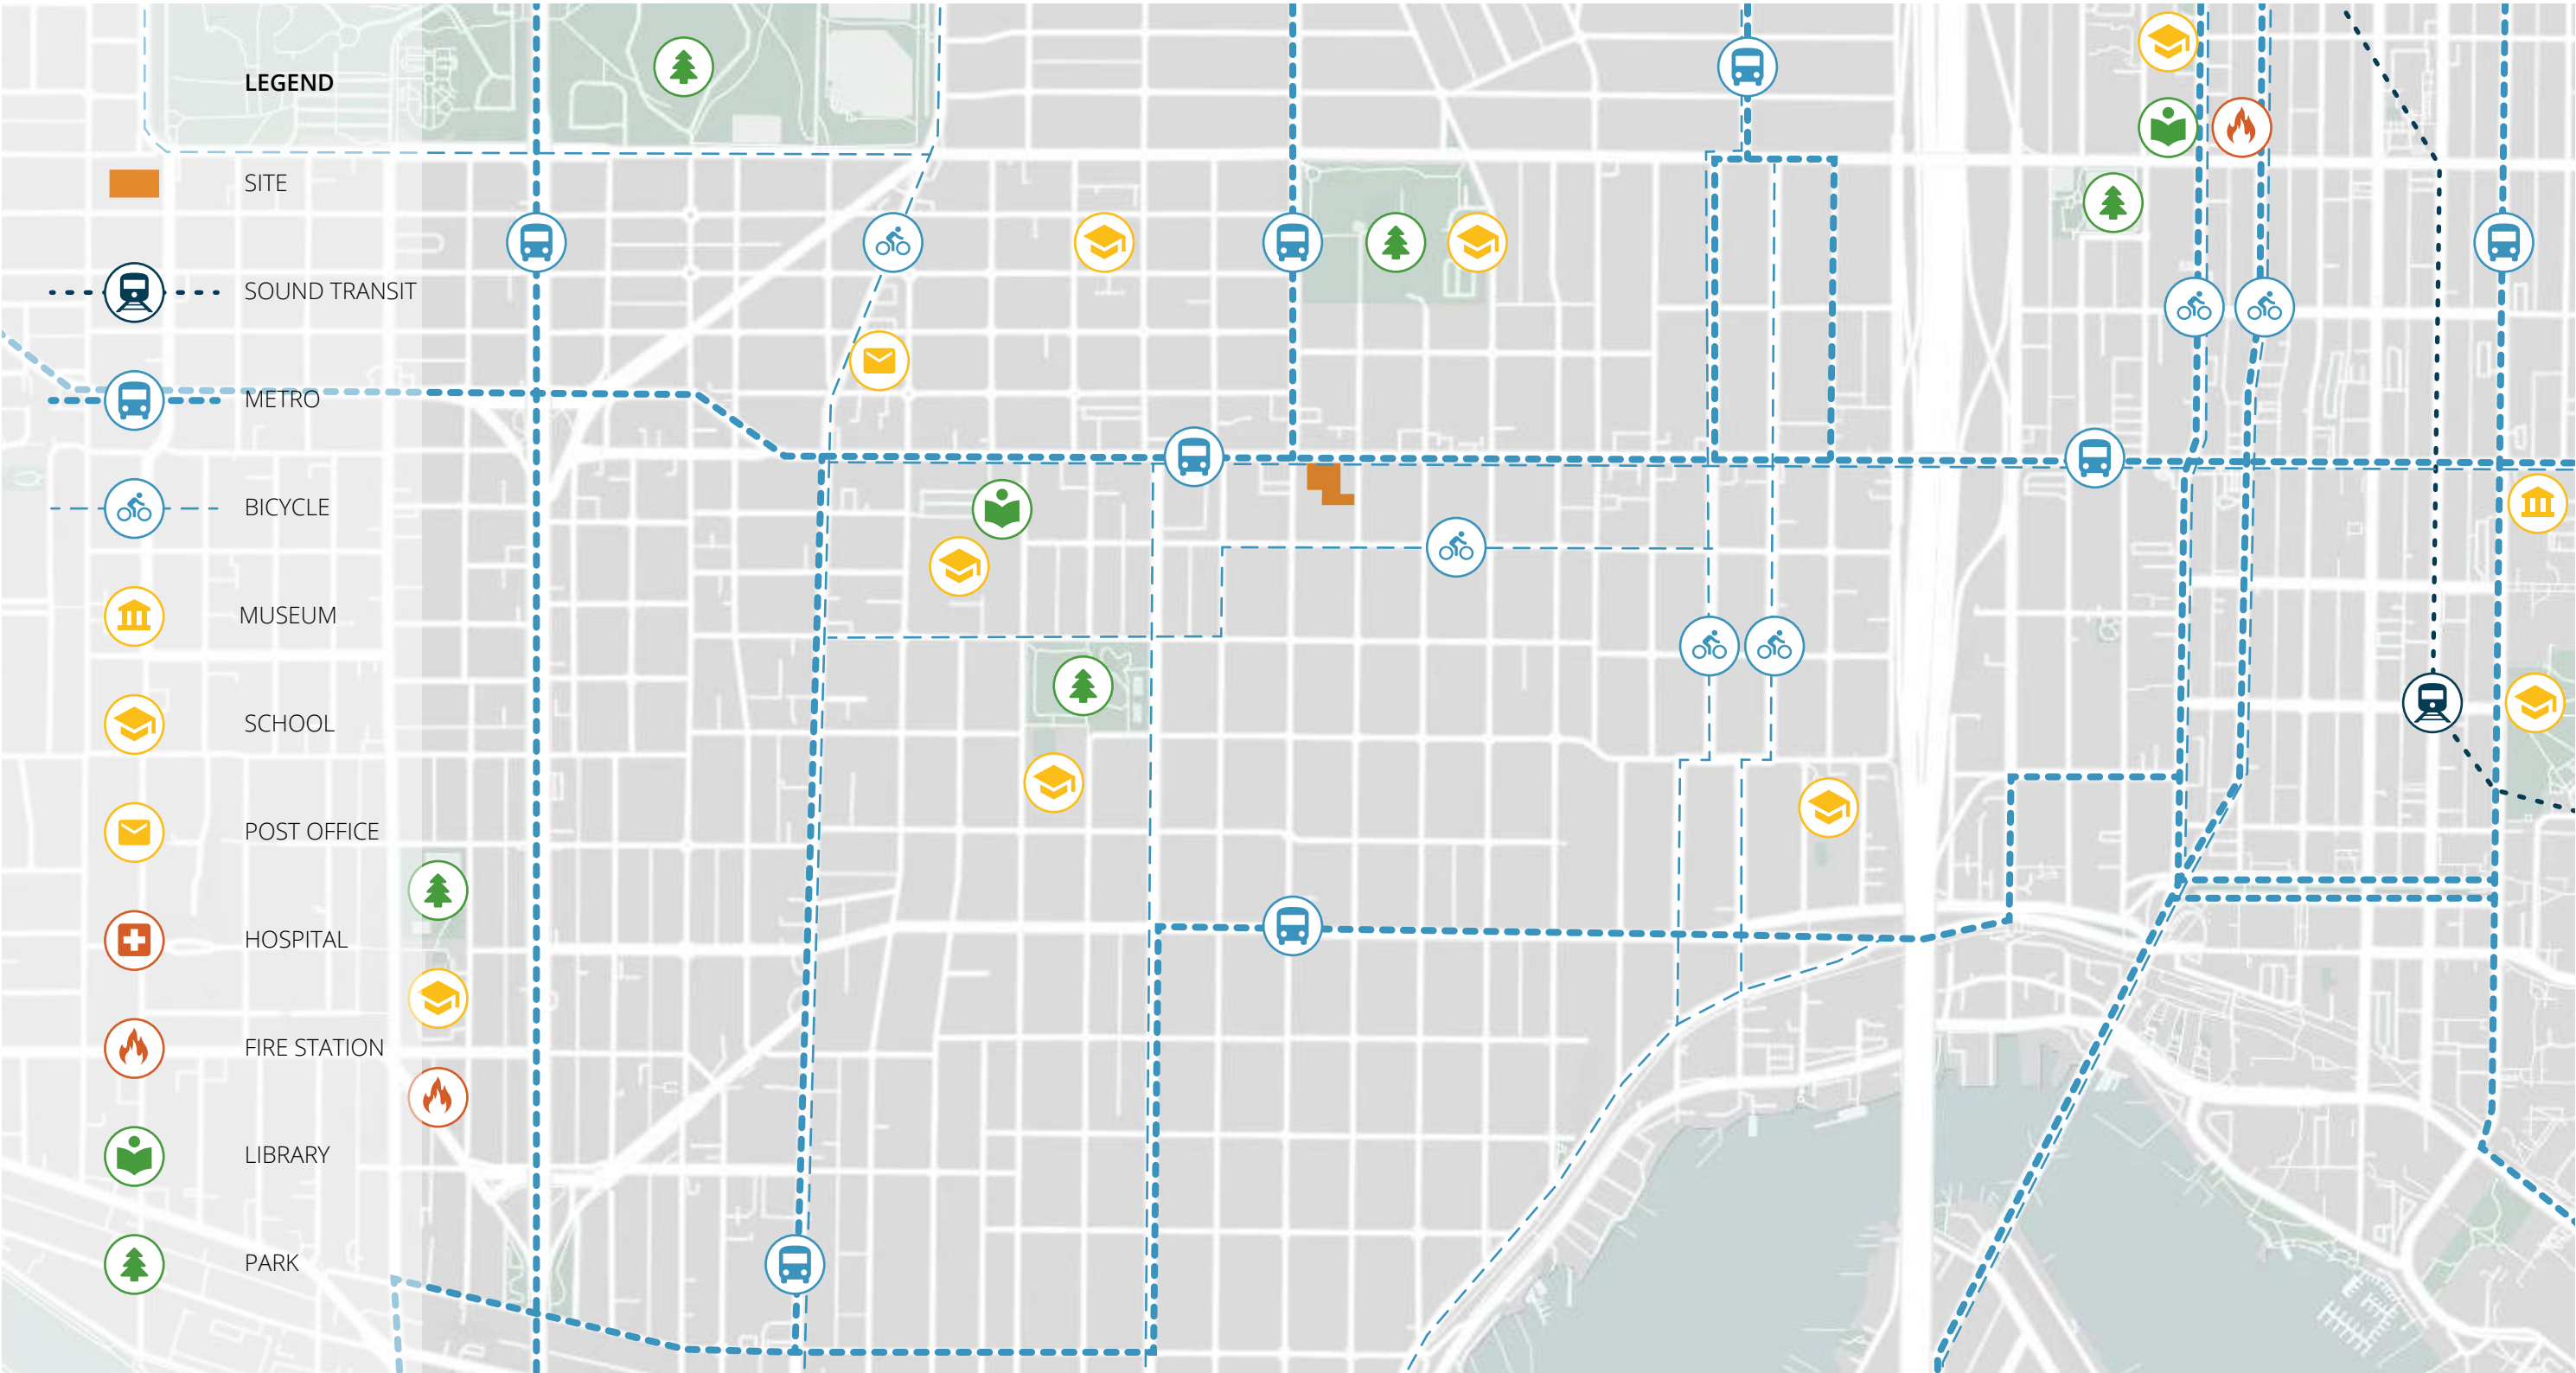 LEGEND
SITE
SOUND TRANSIT
METRO
BICYCLE
MUSEUM
SCHOOL
POST OFFICE
HOSPITAL
FIRE STATION
LIBRARY
PARK